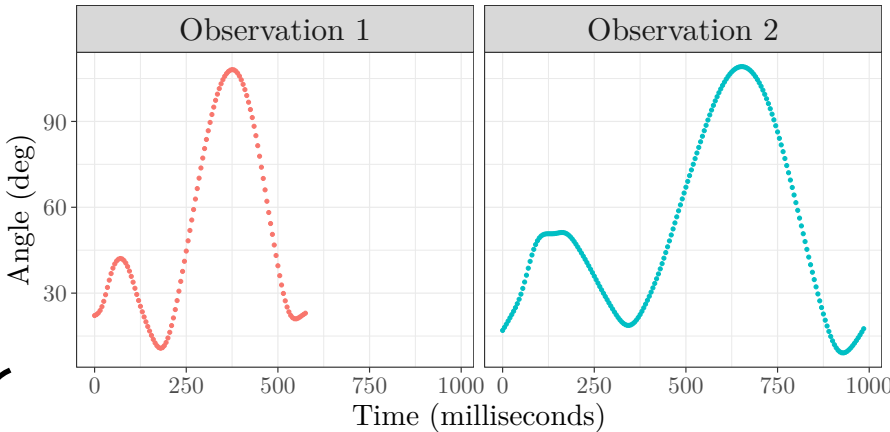 Observation 1 Observation 2
Angle (deg)
90
60
30
0 250 500 750 1000 0 250 500 750 1000
Time (milliseconds)